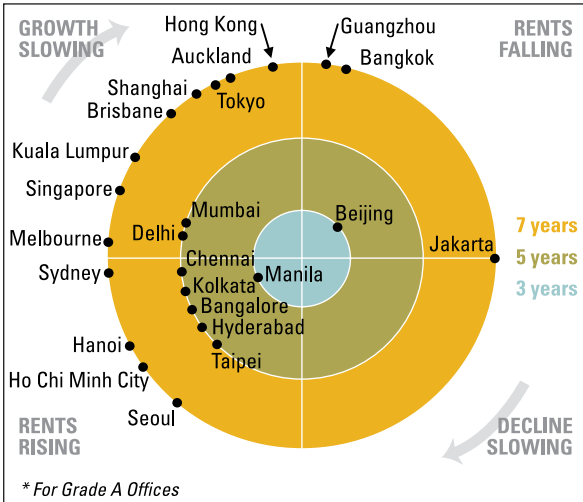 GROWTH
SLOWING
Hong Kong
Guangzhou
RENTS
FALLING
Auckland
Bangkok
Shanghai
Tokyo
Brisbane
Kuala Lumpur
Singapore
Mumbai
Beijing
Delhi
Melbourne
Jakarta
7 years
5 years
3 years
Sydney
Chennai
Manila
Kolkata
Bangalore
Hyderabad
Hanoi
Taipei
Ho Chi Minh City
Seoul
RENTS
RISING
DECLINE
SLOWING
* For Grade A Offices